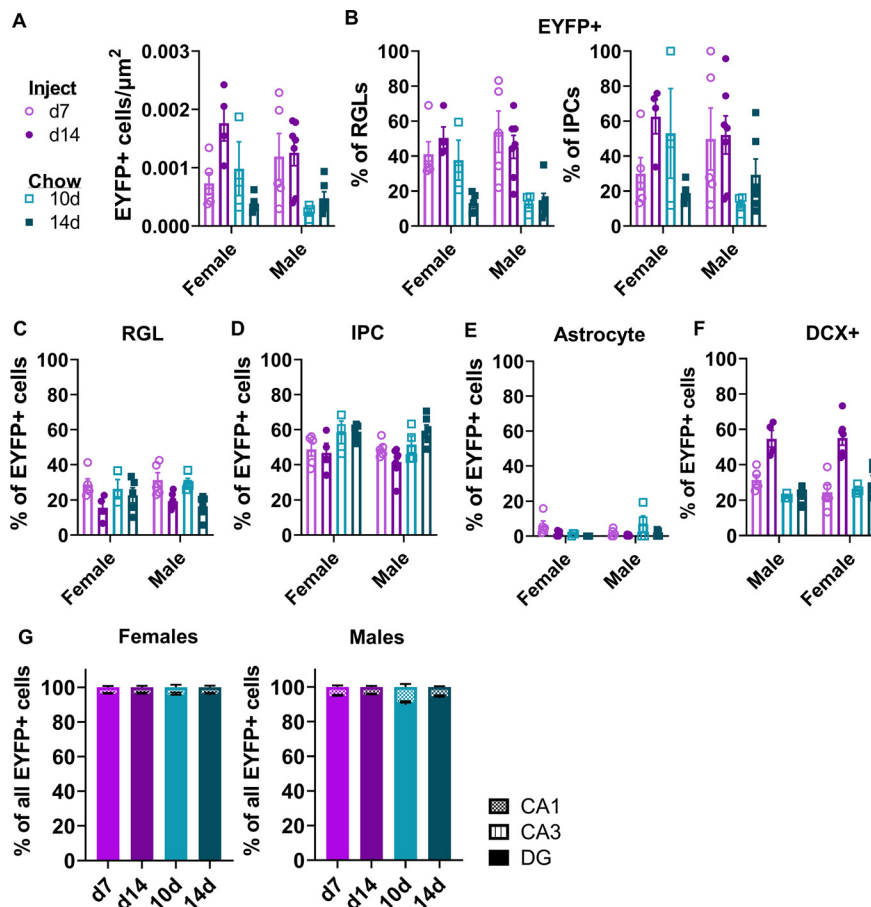 A
Inject
d7
d14
Chow
10d
14d
EYFP+ cells/μm²
0.003
0.002
0.001
0.000
Female
Male
B
EYFP+
% of RGLs
100
80
60
40
20
0
Female
Male
% of IPCs
100
80
60
40
20
0
Female
Male
C
RGL
% of EYFP+ cells
100
80
60
40
20
0
Female
Male
D
IPC
% of EYFP+ cells
100
80
60
40
20
0
Female
Male
E
Astrocyte
% of EYFP+ cells
100
80
60
40
20
0
Female
Male
F
DCX+
% of EYFP+ cells
100
80
60
40
20
0
Male
Female
G
Females
% of all EYFP+ cells
100
80
60
40
20
0
d7
d14
10d
14d
Males
% of all EYFP+ cells
100
80
60
40
20
0
d7
d14
10d
14d
CA1
CA3
DG